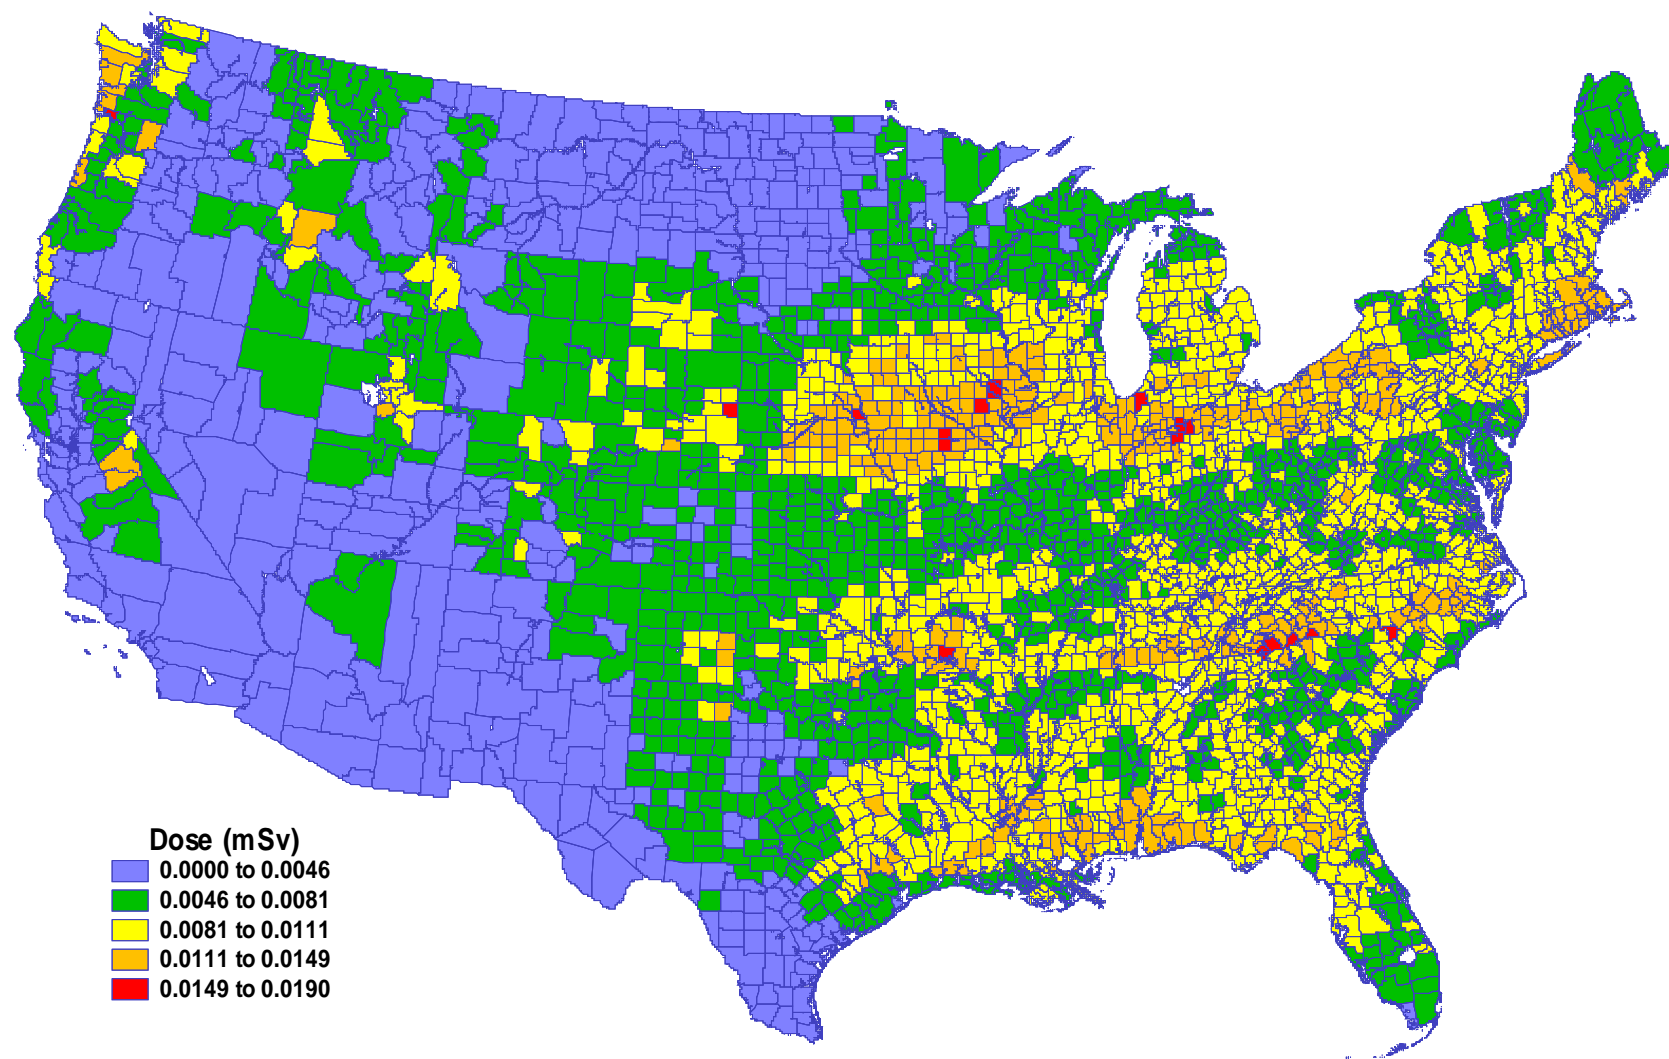 Dose (mSv)
0.0000 to 0.0046
0.0046 to 0.0081
0.0081 to 0.0111
0.0111 to 0.0149
0.0149 to 0.0190